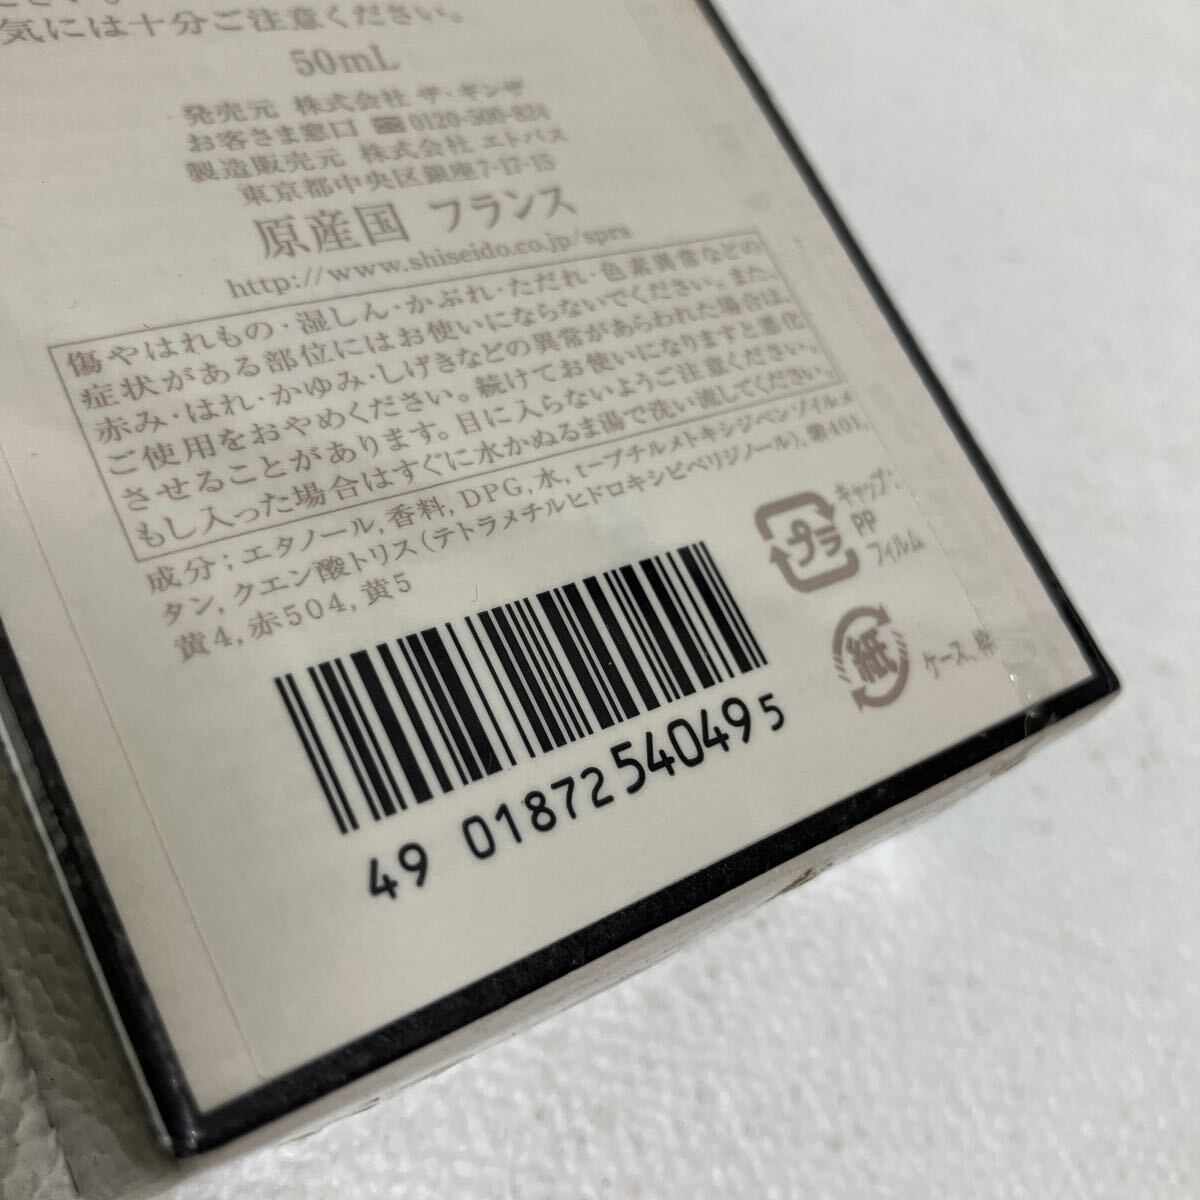 気には十分ご注意ください。
50mL
発売元 株式会社 ザ・ギンザ
お客さま窓口 0120-500-824
製造販売元 株式会社 エトバス
東京都中央区銀座7-17-15
原産国 フランス
http://www.shiseido.co.jp/spra
傷やはれもの・湿しん・かぶれ・ただれ・色素異常などの
症状がある部位にはお使いにならないでください。また、
赤み・はれ・かゆみ・しげきなどの異常があらわれた場合は、
ご使用をおやめください。続けてお使いになりますと悪化
させることがあります。目に入らないようご注意ください。
もし入った場合はすぐに水かぬるま湯で洗い流してください。
成分;エタノール,香料,DPG,水,t-ブチルメトキシジベンゾイルメ
タン,クエン酸トリス(テトラメチルヒドロキシピペリジノール),紫401,
黄4,赤504,黄5
プラ
キャップ:
PP
フィルム
紙
ケース、
49 01872 54049 5